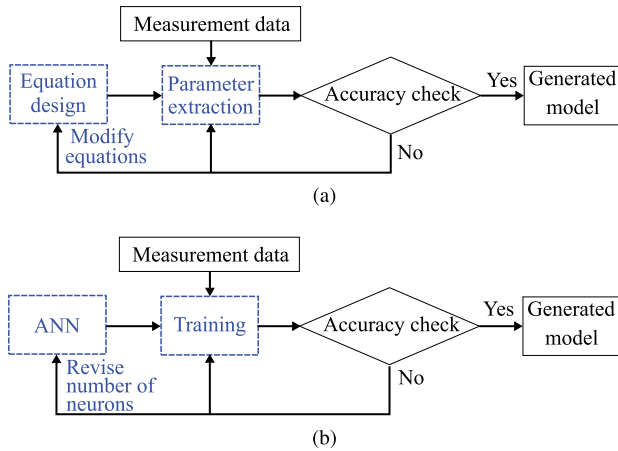 Measurement data
Equation
design
Parameter
extraction
Accuracy check
Yes
Generated
model
Modify
equations
No
(a)
Measurement data
ANN
Training
Accuracy check
Yes
Generated
model
Revise
number of
neurons
No
(b)